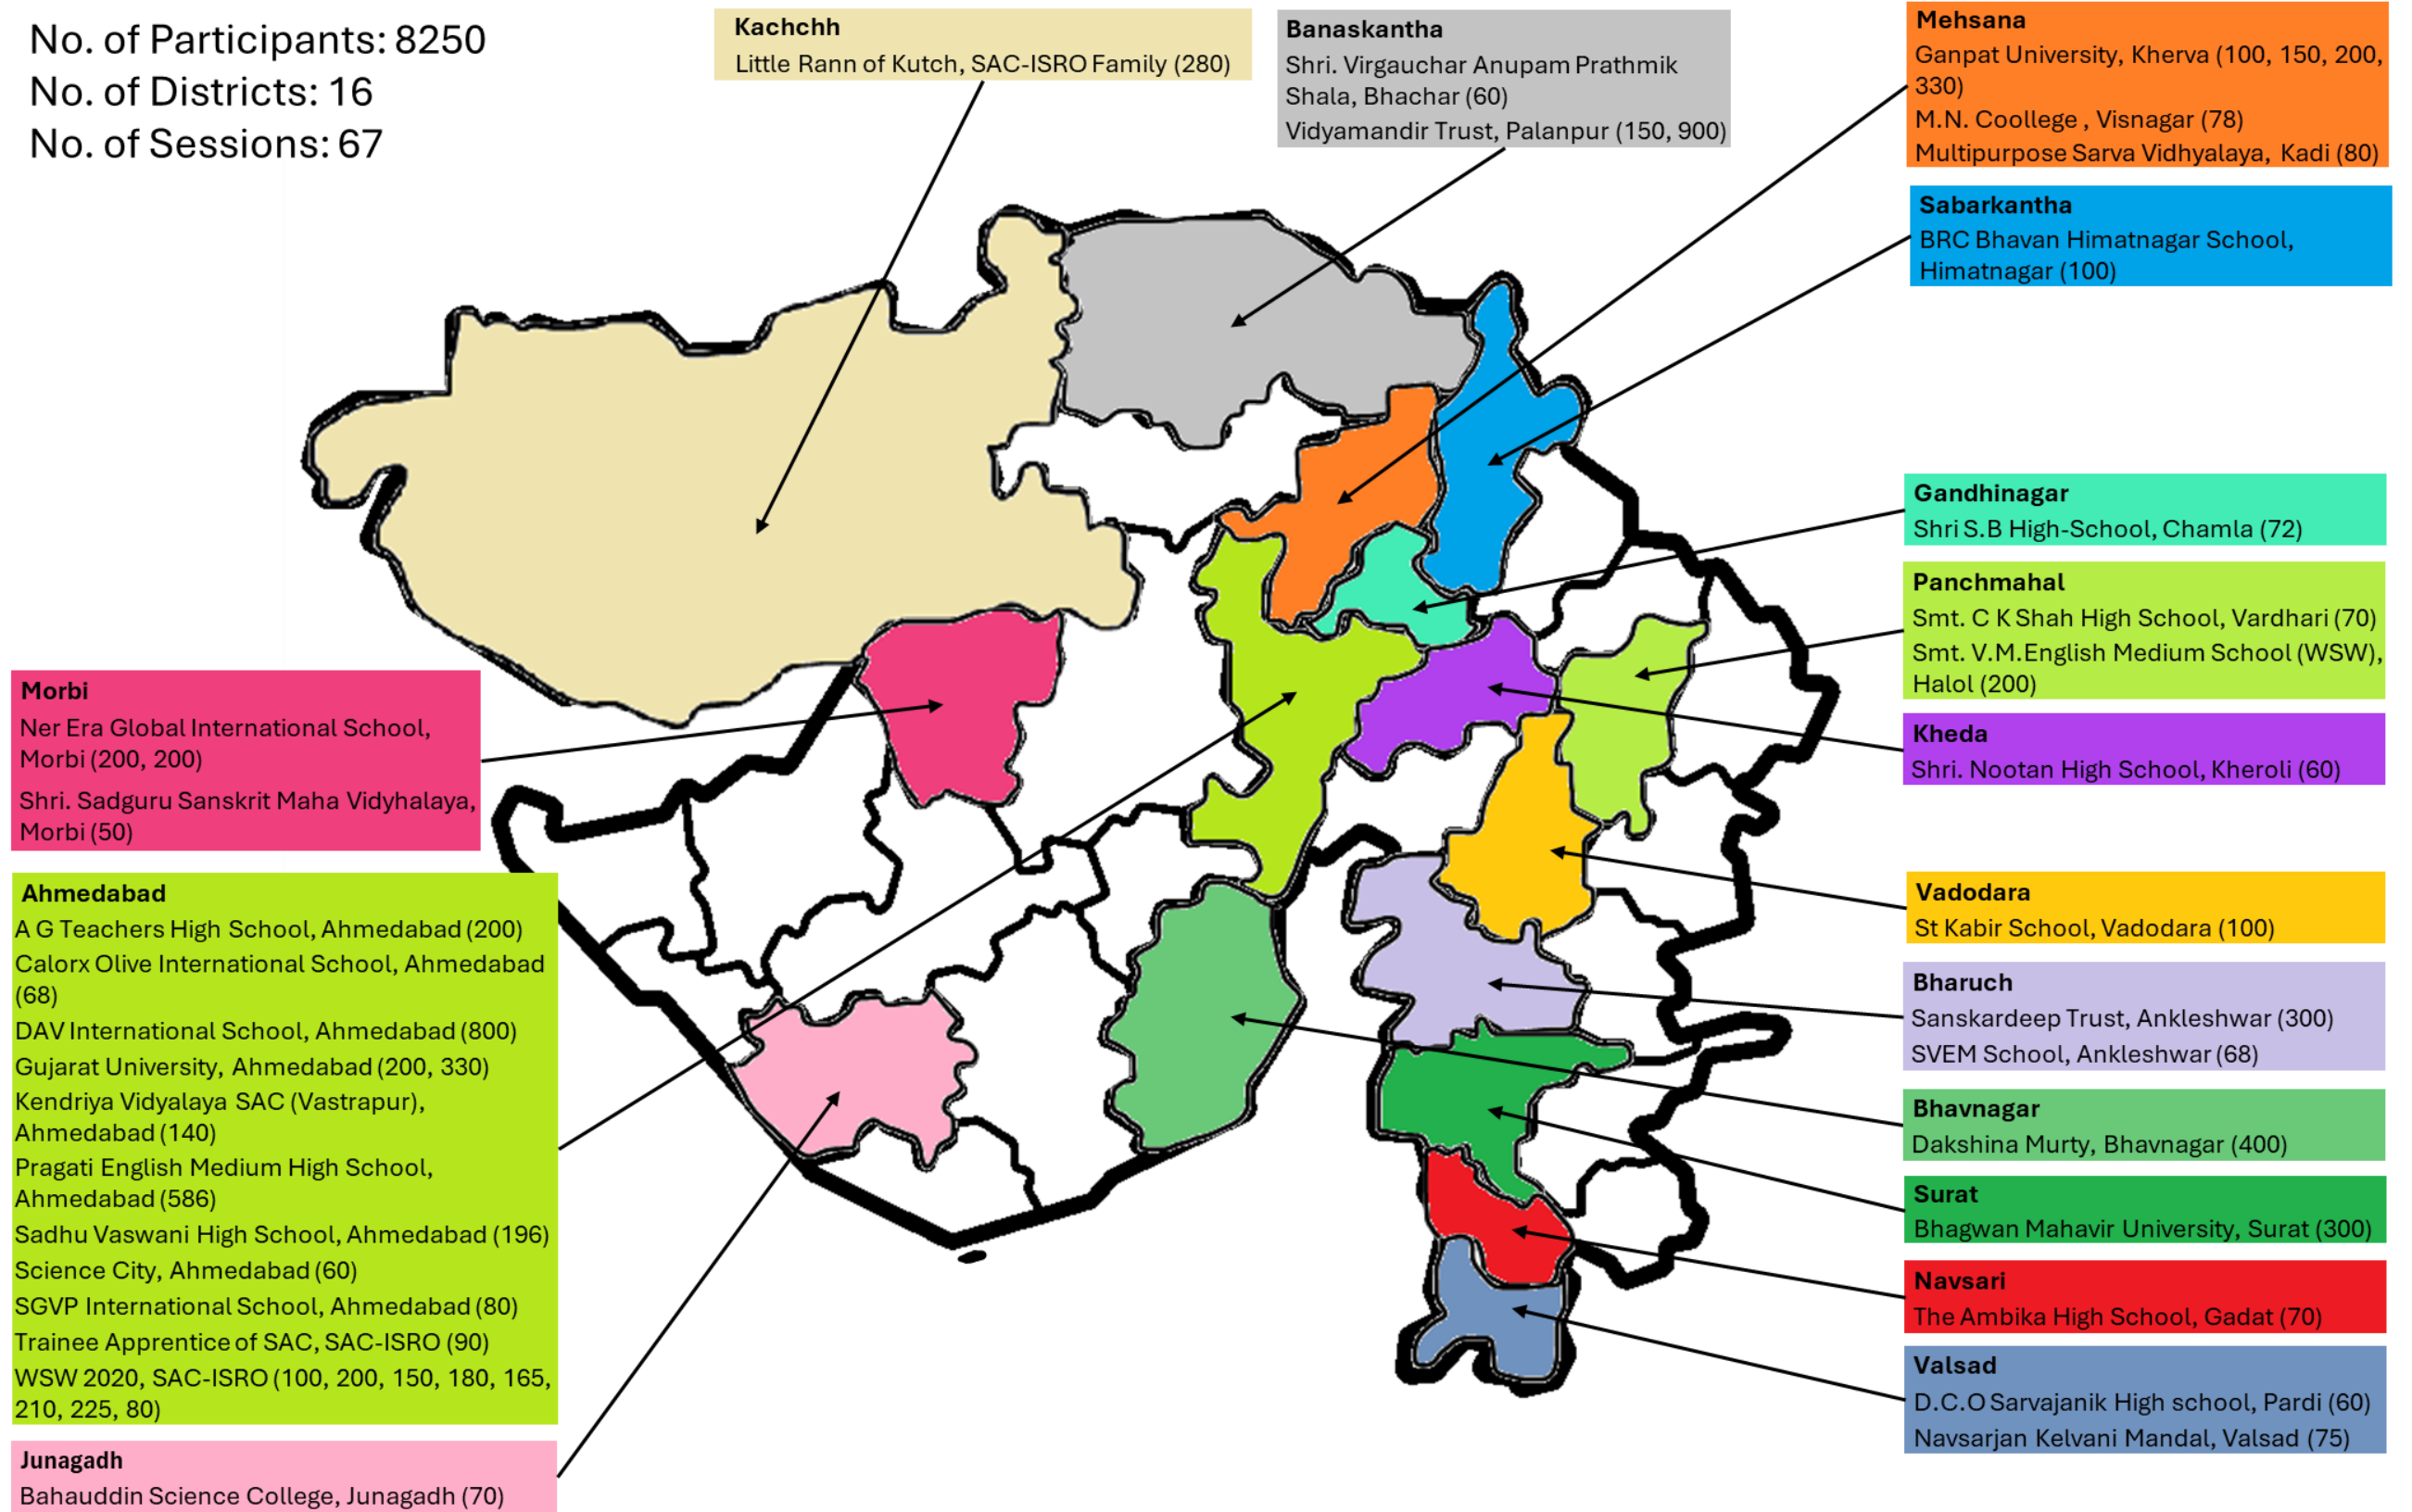 No. of Participants: 8250
No. of Districts: 16
No. of Sessions: 67
Kachchh
Little Rann of Kutch, SAC-ISRO Family (280)
Banaskantha
Shri. Virgauchar Anupam Prathmik
Shala, Bhachar (60)
Vidyamandir Trust, Palanpur (150, 900)
Mehsana
Ganpat University, Kherva (100, 150, 200,
330)
M.N. Coollege , Visnagar (78)
Multipurpose Sarva Vidhyalaya, Kadi (80)
Sabarkantha
BRC Bhavan Himatnagar School,
Himatnagar (100)
Gandhinagar
Shri S.B High-School, Chamla (72)
Panchmahal
Smt. C K Shah High School, Vardhari (70)
Smt. V.M.English Medium School (WSW),
Halol (200)
Kheda
Shri. Nootan High School, Kheroli (60)
Vadodara
St Kabir School, Vadodara (100)
Bharuch
Sanskardeep Trust, Ankleshwar (300)
SVEM School, Ankleshwar (68)
Bhavnagar
Dakshina Murty, Bhavnagar (400)
Surat
Bhagwan Mahavir University, Surat (300)
Navsari
The Ambika High School, Gadat (70)
Valsad
D.C.O Sarvajanik High school, Pardi (60)
Navsarjan Kelvani Mandal, Valsad (75)
Morbi
Ner Era Global International School,
Morbi (200, 200)
Shri. Sadguru Sanskrit Maha Vidyhalaya,
Morbi (50)
Ahmedabad
A G Teachers High School, Ahmedabad (200)
Calorx Olive International School, Ahmedabad
(68)
DAV International School, Ahmedabad (800)
Gujarat University, Ahmedabad (200, 330)
Kendriya Vidyalaya SAC (Vastrapur),
Ahmedabad (140)
Pragati English Medium High School,
Ahmedabad (586)
Sadhu Vaswani High School, Ahmedabad (196)
Science City, Ahmedabad (60)
SGVP International School, Ahmedabad (80)
Trainee Apprentice of SAC, SAC-ISRO (90)
WSW 2020, SAC-ISRO (100, 200, 150, 180, 165,
210, 225, 80)
Junagadh
Bahauddin Science College, Junagadh (70)